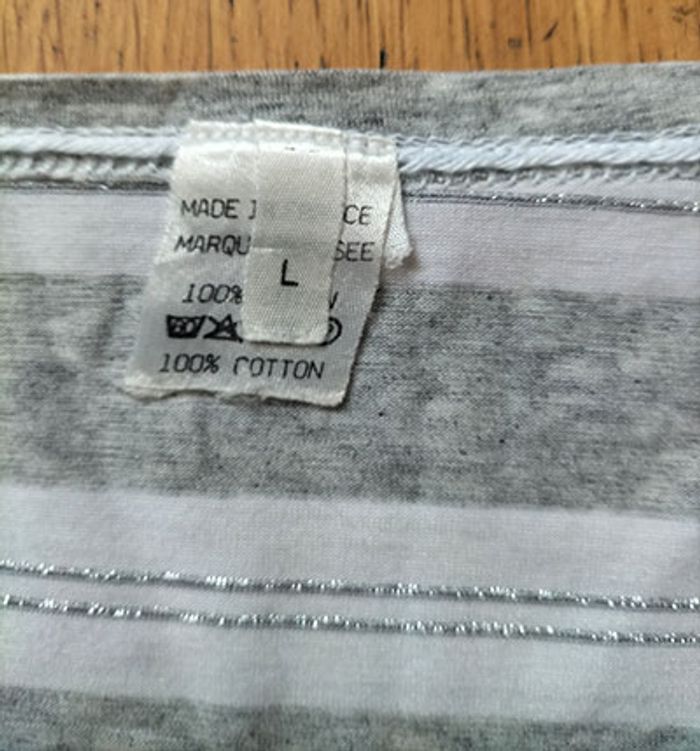 MADE I CE
MARQU SEE
L
100%
100% COTTON